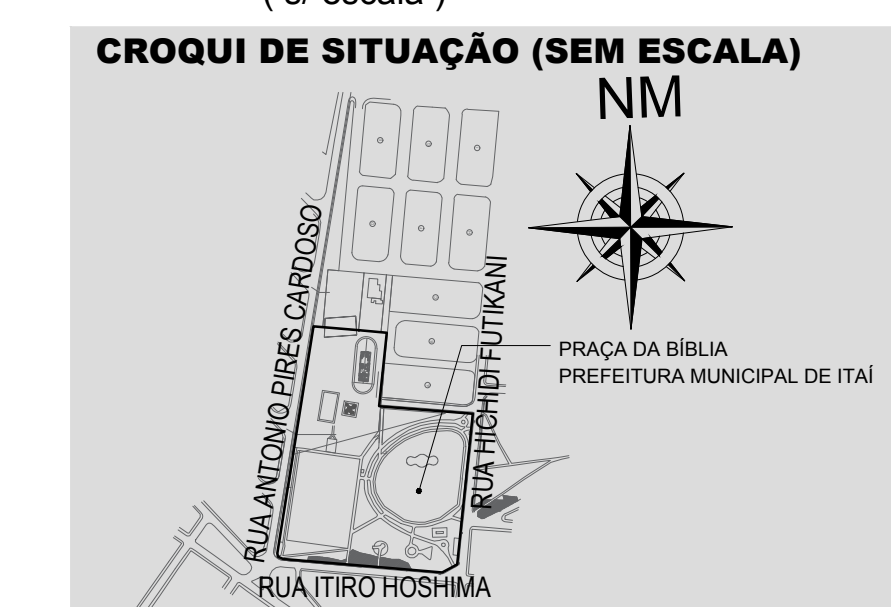 ( s/ escala )
CROQUI DE SITUAÇÃO (SEM ESCALA)
NM
RUA ANTONIO PIRES CARDOSO
RUA HICHIDI FUTIKANI
PRAÇA DA BÍBLIA
PREFEITURA MUNICIPAL DE ITAÍ
RUA ITIRO HOSHIMA